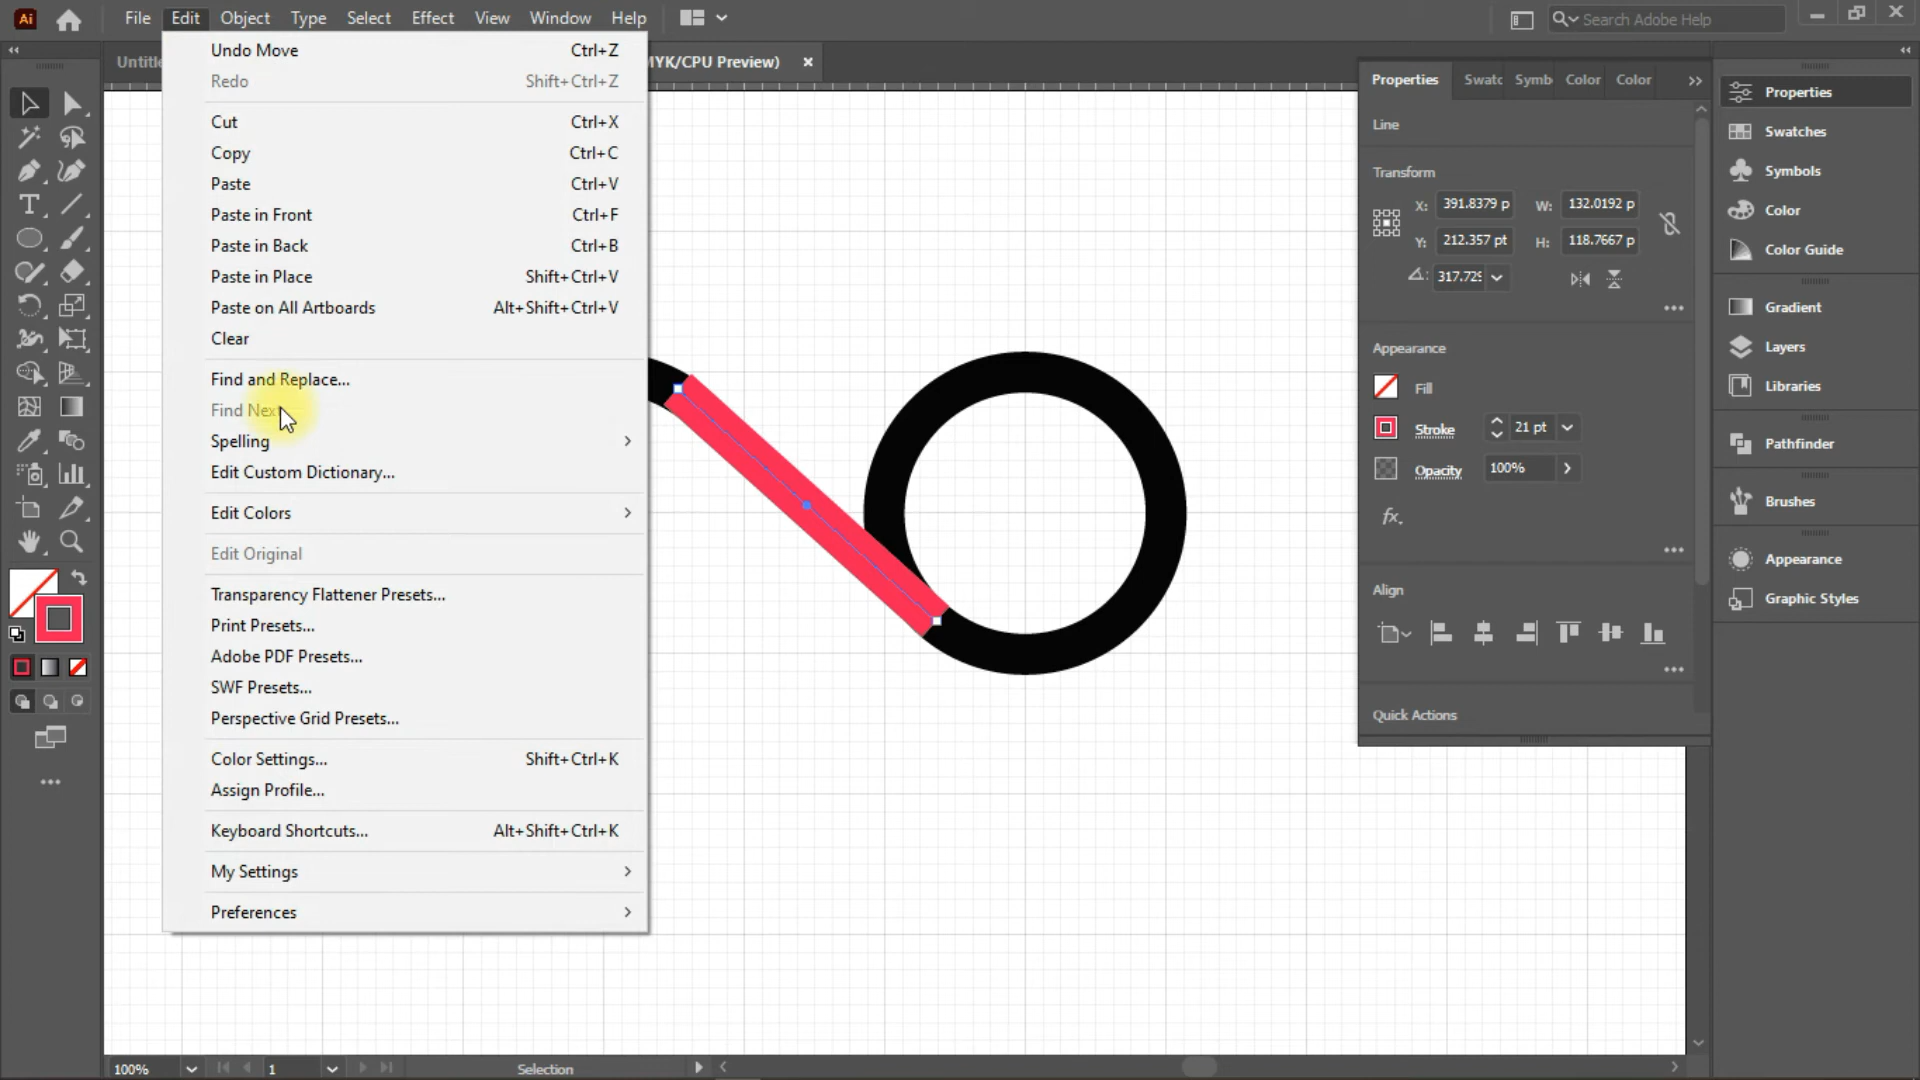 Ai
File Edit Object Type Select Effect View Window Help
Search Adobe Help
MYK/CPU Preview)
Undo Move Ctrl+Z
Redo Shift+Ctrl+Z
Cut Ctrl+X
Copy Ctrl+C
Paste Ctrl+V
Paste in Front Ctrl+F
Paste in Back Ctrl+B
Paste in Place Shift+Ctrl+V
Paste on All Artboards Alt+Shift+Ctrl+V
Clear
Find and Replace...
Find Nex
Spelling
Edit Custom Dictionary...
Edit Colors
Edit Original
Transparency Flattener Presets...
Print Presets...
Adobe PDF Presets...
SWF Presets...
Perspective Grid Presets...
Color Settings... Shift+Ctrl+K
Assign Profile...
Keyboard Shortcuts... Alt+Shift+Ctrl+K
My Settings
Preferences
Properties Swatc Symb Color Color
Line
Transform
X: 391.8379 p W: 132.0192 p
Y: 212.357 pt H: 118.7667 p
317.729
Appearance
Fill
Stroke 21 pt
Opacity 100%
fx
Align
Quick Actions
Properties
Swatches
Symbols
Color
Color Guide
Gradient
Layers
Libraries
Pathfinder
Brushes
Appearance
Graphic Styles
100% 1 Selection